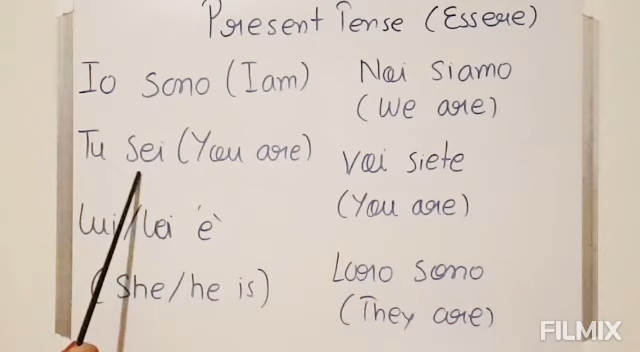 Present Tense (Essere)
Io sono (I am)
Tu sei (You are)
Lui/lei è
(She/he is)
Noi siamo
(We are)
Voi siete
(You are)
Loro sono
(They are)
FILMIX